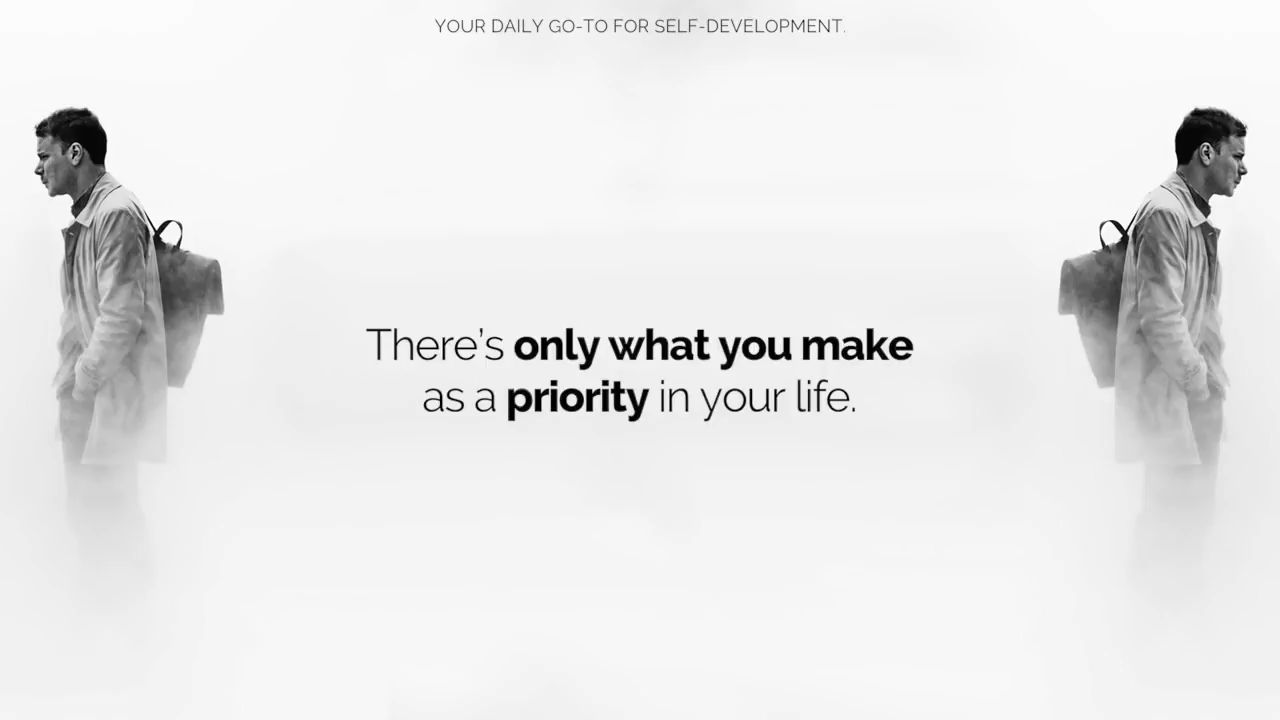 YOUR DAILY GO-TO FOR SELF-DEVELOPMENT.
There's only what you make
as a priority in your life.